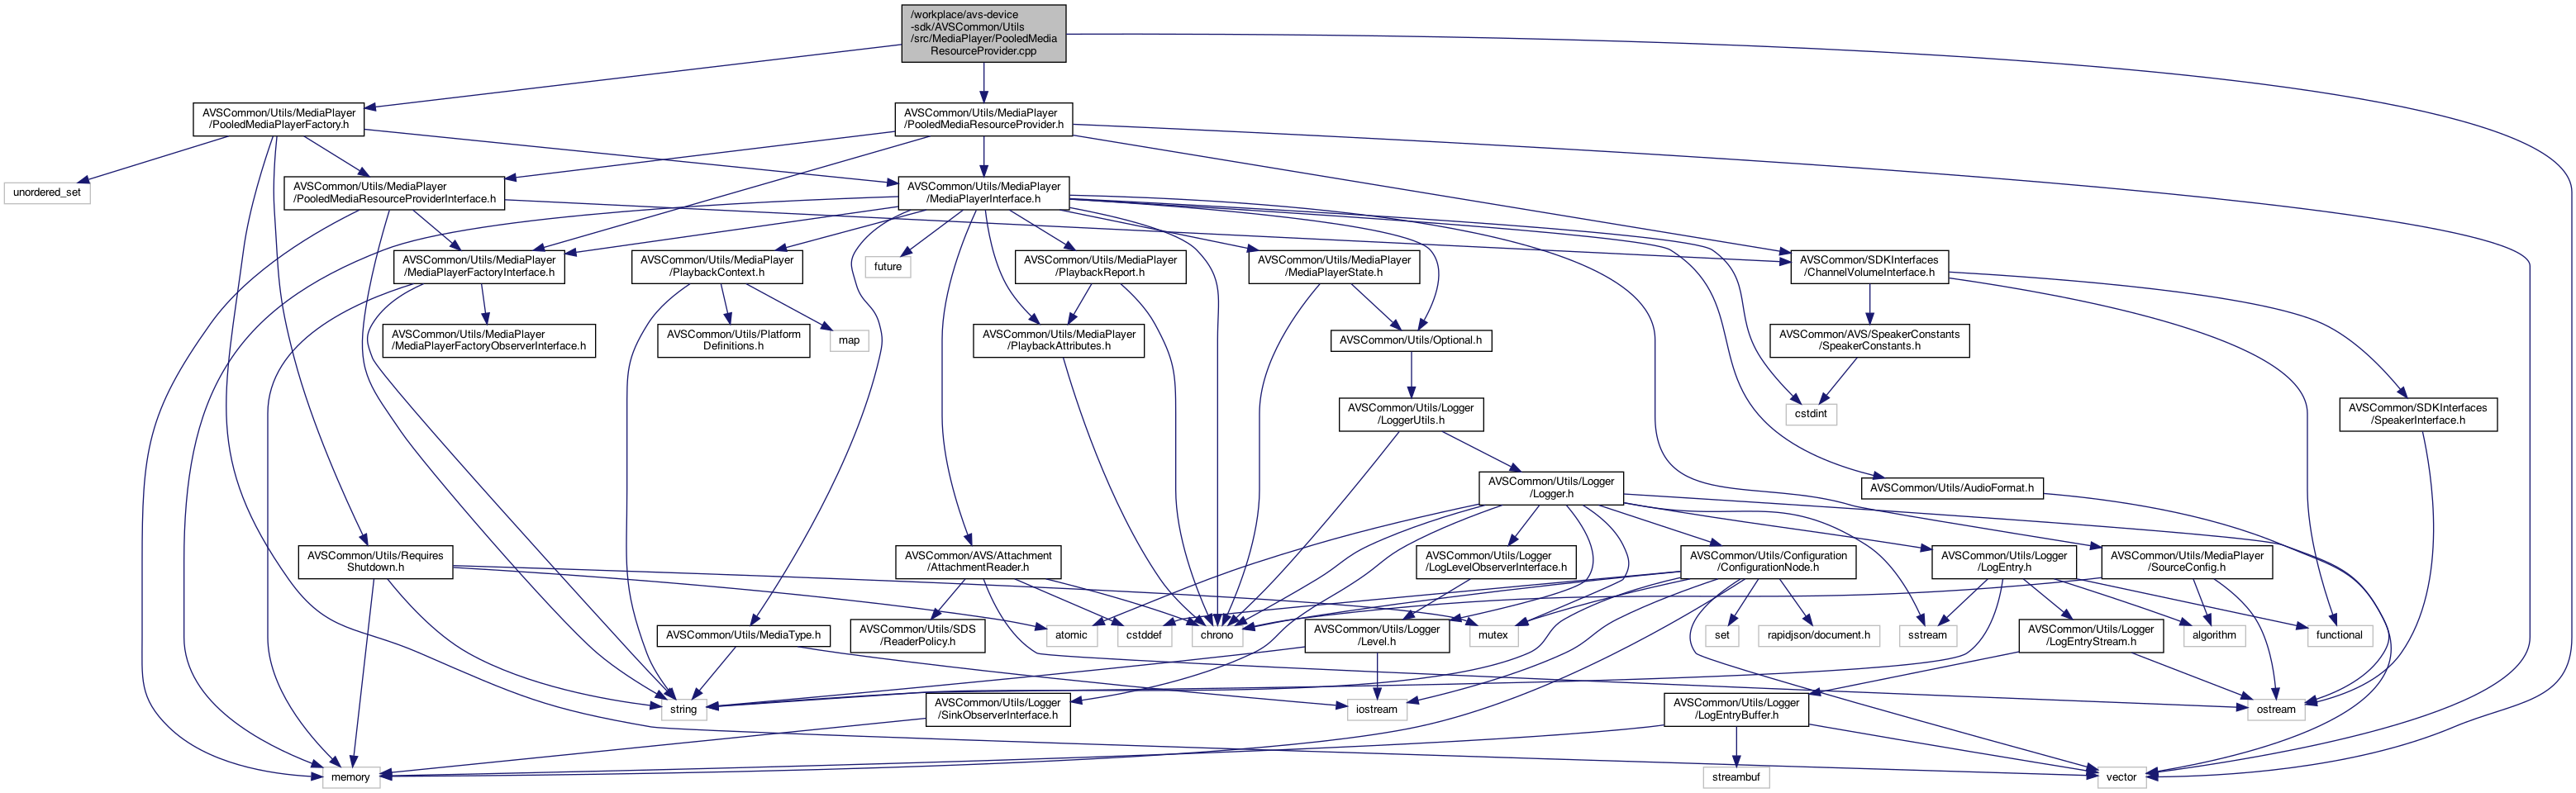 /workplace/avs-device
-sdk/AVSCommon/Utils
/src/MediaPlayer/PooledMedia
ResourceProvider.cpp
AVSCommon/Utils/MediaPlayer
/PooledMediaPlayerFactory.h
AVSCommon/Utils/MediaPlayer
/PooledMediaResourceProvider.h
unordered_set
AVSCommon/Utils/MediaPlayer
/PooledMediaResourceProviderInterface.h
AVSCommon/Utils/MediaPlayer
/MediaPlayerInterface.h
AVSCommon/Utils/MediaPlayer
/MediaPlayerFactoryInterface.h
AVSCommon/Utils/MediaPlayer
/PlaybackContext.h
future
AVSCommon/Utils/MediaPlayer
/PlaybackReport.h
AVSCommon/Utils/MediaPlayer
/MediaPlayerState.h
AVSCommon/SDKInterfaces
/ChannelVolumeInterface.h
AVSCommon/Utils/MediaPlayer
/MediaPlayerFactoryObserverInterface.h
AVSCommon/Utils/Platform
Definitions.h
map
AVSCommon/Utils/MediaPlayer
/PlaybackAttributes.h
AVSCommon/Utils/Optional.h
AVSCommon/AVS/SpeakerConstants
/SpeakerConstants.h
AVSCommon/Utils/Logger
/LoggerUtils.h
cstdint
AVSCommon/SDKInterfaces
/SpeakerInterface.h
AVSCommon/Utils/Logger
/Logger.h
AVSCommon/Utils/AudioFormat.h
AVSCommon/Utils/Requires
Shutdown.h
AVSCommon/AVS/Attachment
/AttachmentReader.h
AVSCommon/Utils/Logger
/LogLevelObserverInterface.h
AVSCommon/Utils/Configuration
/ConfigurationNode.h
AVSCommon/Utils/Logger
/LogEntry.h
AVSCommon/Utils/MediaPlayer
/SourceConfig.h
AVSCommon/Utils/MediaType.h
AVSCommon/Utils/SDS
/ReaderPolicy.h
atomic
cstddef
chrono
AVSCommon/Utils/Logger
/Level.h
mutex
set
rapidjson/document.h
sstream
AVSCommon/Utils/Logger
/LogEntryStream.h
algorithm
functional
string
AVSCommon/Utils/Logger
/SinkObserverInterface.h
iostream
AVSCommon/Utils/Logger
/LogEntryBuffer.h
ostream
memory
streambuf
vector